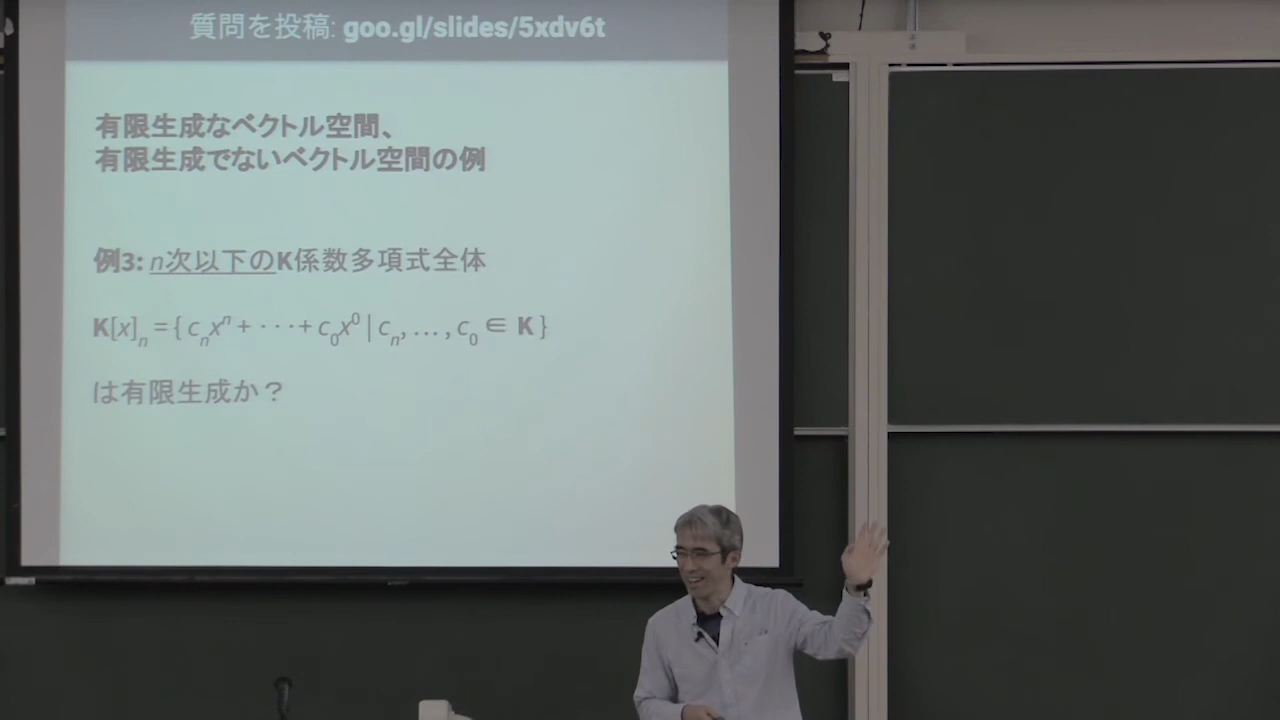 質問を投稿: goo.gl/slides/5xdv6t
有限生成なベクトル空間、
有限生成でないベクトル空間の例
例3: n次以下のK係数多項式全体
K[x]n = { cnxⁿ + · · · + c₀x⁰ | cn, … , c₀ ∈ K }
は有限生成か？